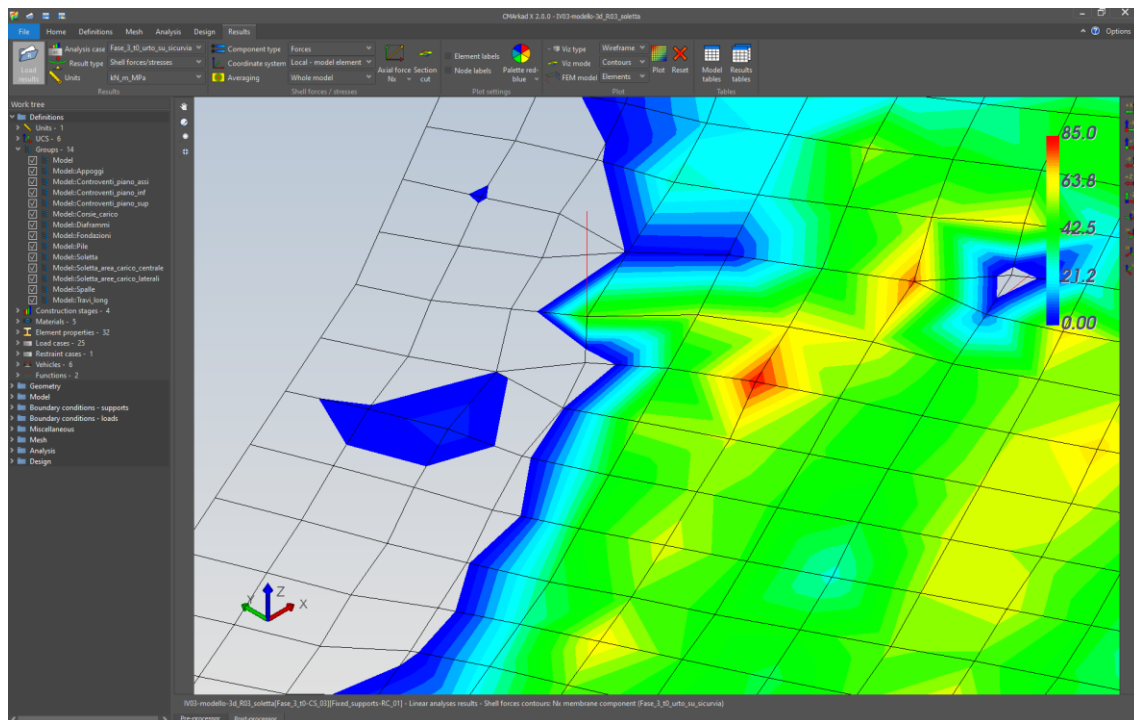 CMArkad X 2.0.0 - IV03-modello-3d_R03_soletta
File Home Definitions Mesh Analysis Design Results Options
Load results
Analysis case Fase_3_t0_urto_su_sicurvia
Result type Shell forces/stresses
Units kN_m_MPa
Results
Component type Forces
Coordinate system Local - model element
Averaging Whole model
Axial force Nx
Section cut
Shell forces / stresses
Element labels
Node labels
Palette red-blue
Plot settings
Viz type Wireframe
Viz mode Contours
FEM model Elements
Plot
Reset
Plot
Model tables
Results tables
Tables
Work tree
Definitions
Units - 1
UCS - 6
Groups - 14
Model
Model::Appoggi
Model::Controventi_piano_assi
Model::Controventi_piano_inf
Model::Controventi_piano_sup
Model::Corsie_carico
Model::Diaframmi
Model::Fondazioni
Model::Pile
Model::Soletta
Model::Soletta_area_carico_centrale
Model::Soletta_area_carico_laterali
Model::Spalle
Model::Travi_long
Construction stages - 4
Materials - 5
Element properties - 32
Load cases - 25
Restraint cases - 1
Vehicles - 6
Functions - 2
Geometry
Model
Boundary conditions - supports
Boundary conditions - loads
Miscellaneous
Mesh
Analysis
Design
85.0
63.8
42.5
21.2
0.00
Y Z X
IV03-modello-3d_R03_soletta[Fase_3_t0-CS_03][Fixed_supports-RC_01] - Linear analyses results - Shell forces contours: Nx membrane component (Fase_3_t0_urto_su_sicurvia)
Pre-processor Post-processor